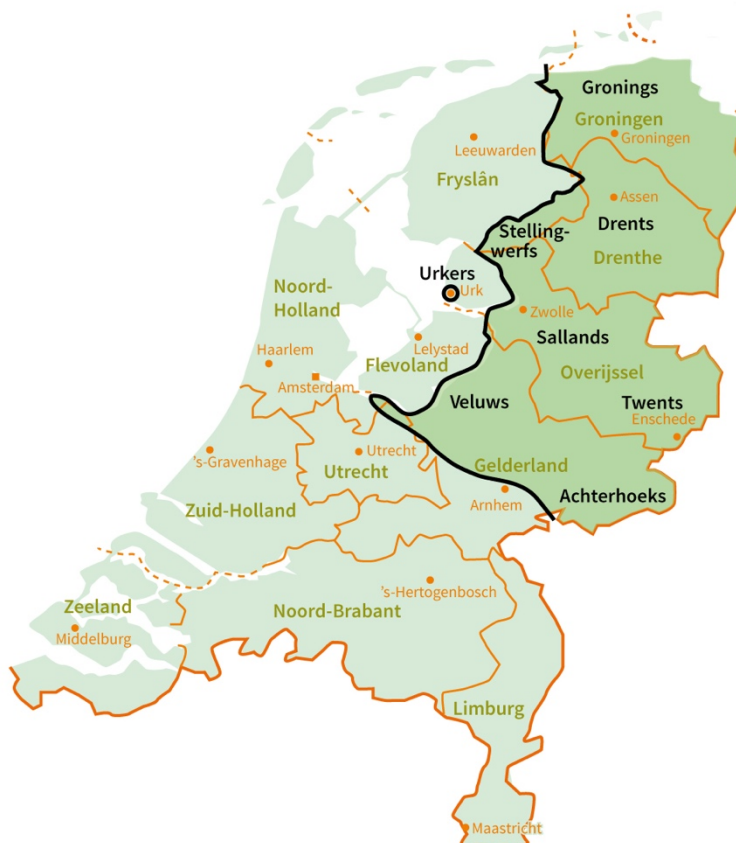 Gronings
Groningen
Groningen
Leeuwarden
Fryslân
Assen
Drents
Stelling-
werfs
Drenthe
Urkers
Urk
Noord-
Holland
Zwolle
Sallands
Haarlem
Lelystad
Flevoland
Overijssel
Amsterdam
Veluws
Twents
Enschede
's-Gravenhage
Utrecht
Utrecht
Gelderland
Zuid-Holland
Arnhem
Achterhoeks
Zeeland
Middelburg
Noord-Brabant
's-Hertogenbosch
Limburg
Maastricht